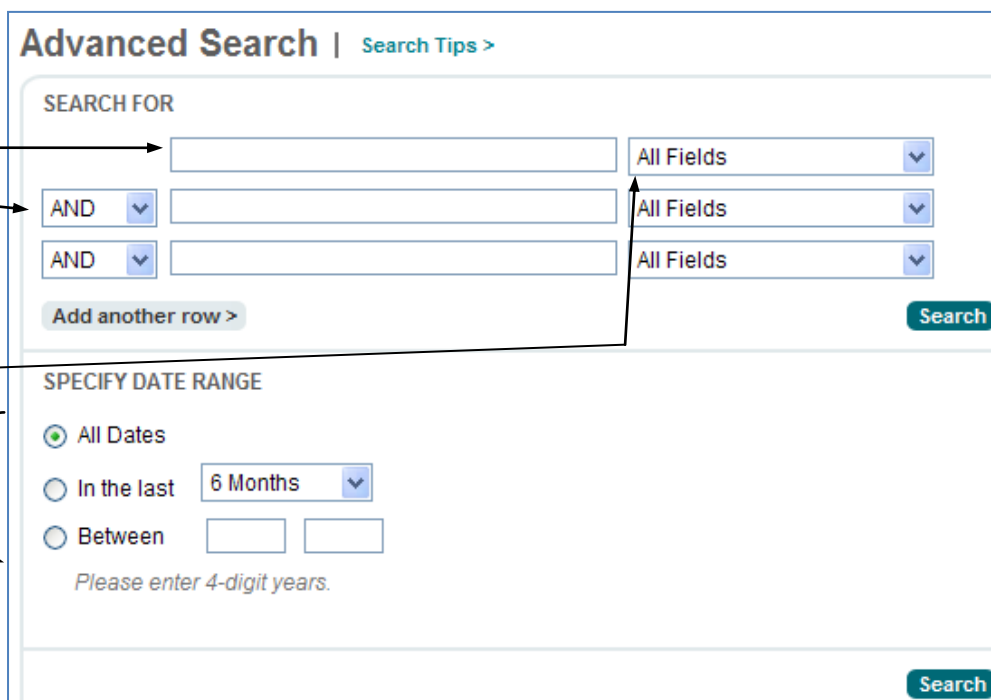 Advanced Search | Search Tips >
SEARCH FOR
All Fields
AND All Fields
AND All Fields
Add another row > Search
SPECIFY DATE RANGE
All Dates
In the last 6 Months
Between
Please enter 4-digit years.
Search